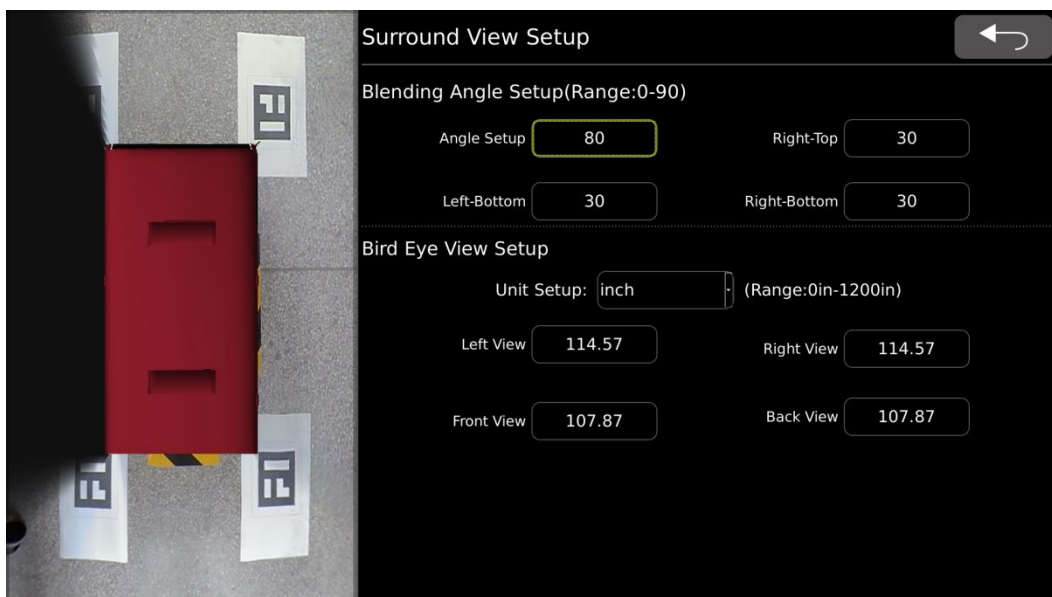 Surround View Setup
Blending Angle Setup(Range:0-90)
Angle Setup 80 Right-Top 30
Left-Bottom 30 Right-Bottom 30
Bird Eye View Setup
Unit Setup: inch (Range:0in-1200in)
Left View 114.57 Right View 114.57
Front View 107.87 Back View 107.87